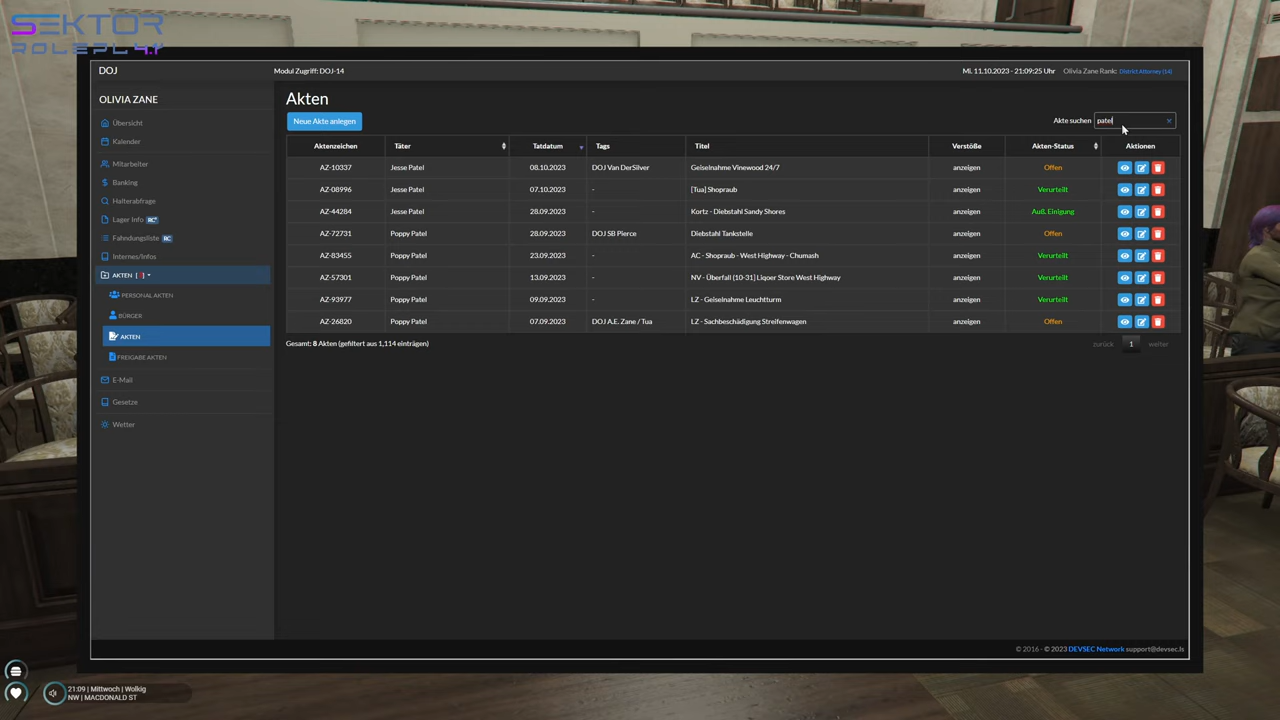 SEKTOR
ROLEPL4Y
DOJ
Modul Zugriff: DOJ-14
Mi. 11.10.2023 - 21:09:25 Uhr
Olivia Zane Rank: District Attorney [14]
OLIVIA ZANE
Übersicht
Kalender
Mitarbeiter
Banking
Halterabfrage
Lager Info RC
Fahndungsliste RC
Internes/Infos
AKTEN
PERSONAL AKTEN
BÜRGER
AKTEN
FREIGABE AKTEN
E-Mail
Gesetze
Wetter
Akten
Neue Akte anlegen
Akte suchen patel
Aktenzeichen Täter Tatdatum Tags Titel Verstöße Akten-Status Aktionen
AZ-10337 Jesse Patel 08.10.2023 DOJ Van DerSilver Geiselnahme Vinewood 24/7 anzeigen Offen
AZ-08996 Jesse Patel 07.10.2023 - [Tua] Shopraub anzeigen Verurteilt
AZ-44284 Jesse Patel 28.09.2023 - Kortz - Diebstahl Sandy Shores anzeigen Auß. Einigung
AZ-72731 Poppy Patel 28.09.2023 DOJ SB Pierce Diebstahl Tankstelle anzeigen Offen
AZ-83455 Poppy Patel 23.09.2023 - AC - Shopraub - West Highway - Chumash anzeigen Verurteilt
AZ-57301 Poppy Patel 13.09.2023 - NV - Überfall [10-31] Liqoer Store West Highway anzeigen Verurteilt
AZ-93977 Poppy Patel 09.09.2023 - LZ - Geiselnahme Leuchtturm anzeigen Verurteilt
AZ-26820 Poppy Patel 07.09.2023 DOJ A.E. Zane / Tua LZ - Sachbeschädigung Streifenwagen anzeigen Offen
Gesamt: 8 Akten (gefiltert aus 1,114 einträgen)
zurück 1 weiter
© 2016 - © 2023 DEVSEC Network support@devsec.ls
21:09 | Mittwoch | Wolkig
NW | MACDONALD ST